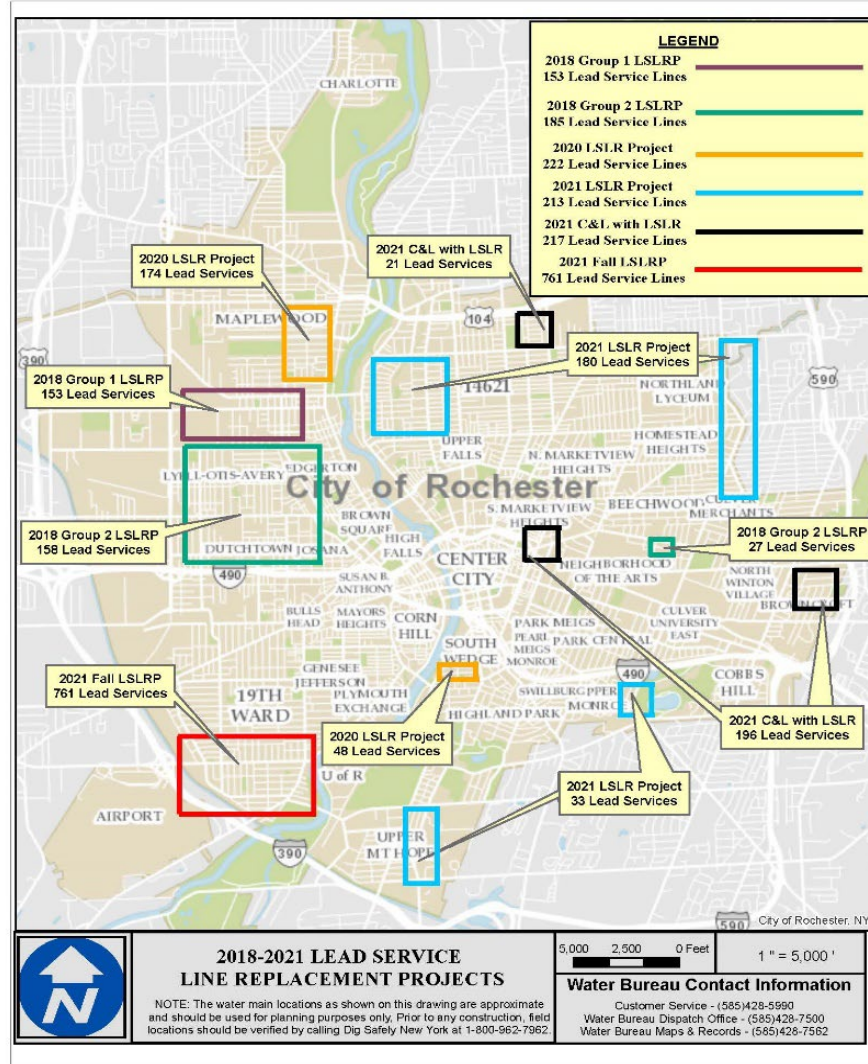 LEGEND
2018 Group 1 LSLRP
153 Lead Service Lines
2018 Group 2 LSLRP
185 Lead Service Lines
2020 LSLR Project
222 Lead Service Lines
2021 LSLR Project
213 Lead Service Lines
2021 C&L with LSLR
217 Lead Service Lines
2021 Fall LSLRP
761 Lead Service Lines
CHARLOTTE
2020 LSLR Project
174 Lead Services
2021 C&L with LSLR
21 Lead Services
MAPLEWOOD
104
390
2021 LSLR Project
180 Lead Services
590
2018 Group 1 LSLRP
153 Lead Services
14621
NORTHLAND
LYCEUM
UPPER
FALLS
HOMESTEAD
HEIGHTS
N. MARKETVIEW
HEIGHTS
LYELL-OTIS-AVERY
EDGERTON
City of Rochester
S. MARKETVIEW
HEIGHTS
BEECHWOOD
CULVER
MERCHANTS
BROWN
SQUARE
HIGH
FALLS
2018 Group 2 LSLRP
158 Lead Services
DUTCHTOWN
JOSANA
2018 Group 2 LSLRP
27 Lead Services
CENTER
CITY
NEIGHBORHOOD
OF THE ARTS
NORTH
WINTON
VILLAGE
BROWNCROFT
490
SUSAN B.
ANTHONY
BULLS
HEAD
MAYORS
HEIGHTS
CORN
HILL
PARK MEIGS
PEARL
MEIGS
MONROE
PARK CENTRAL
CULVER
UNIVERSITY
EAST
SOUTH
WEDGE
GENESEE
JEFFERSON
490
COBBS
HILL
2021 Fall LSLRP
761 Lead Services
19TH
WARD
PLYMOUTH
EXCHANGE
SWILLBURG
UPPER
MONROE
HIGHLAND PARK
2020 LSLR Project
48 Lead Services
2021 C&L with LSLR
196 Lead Services
U of R
2021 LSLR Project
33 Lead Services
AIRPORT
UPPER
MT HOPE
390
590
City of Rochester, NY
N
2018-2021 LEAD SERVICE
LINE REPLACEMENT PROJECTS
NOTE: The water main locations as shown on this drawing are approximate
and should be used for planning purposes only, Prior to any construction, field
locations should be verified by calling Dig Safely New York at 1-800-962-7962.
5,000 2,500 0 Feet
1 " = 5,000 '
Water Bureau Contact Information
Customer Service - (585)428-5990
Water Bureau Dispatch Office - (585)428-7500
Water Bureau Maps & Records - (585)428-7562